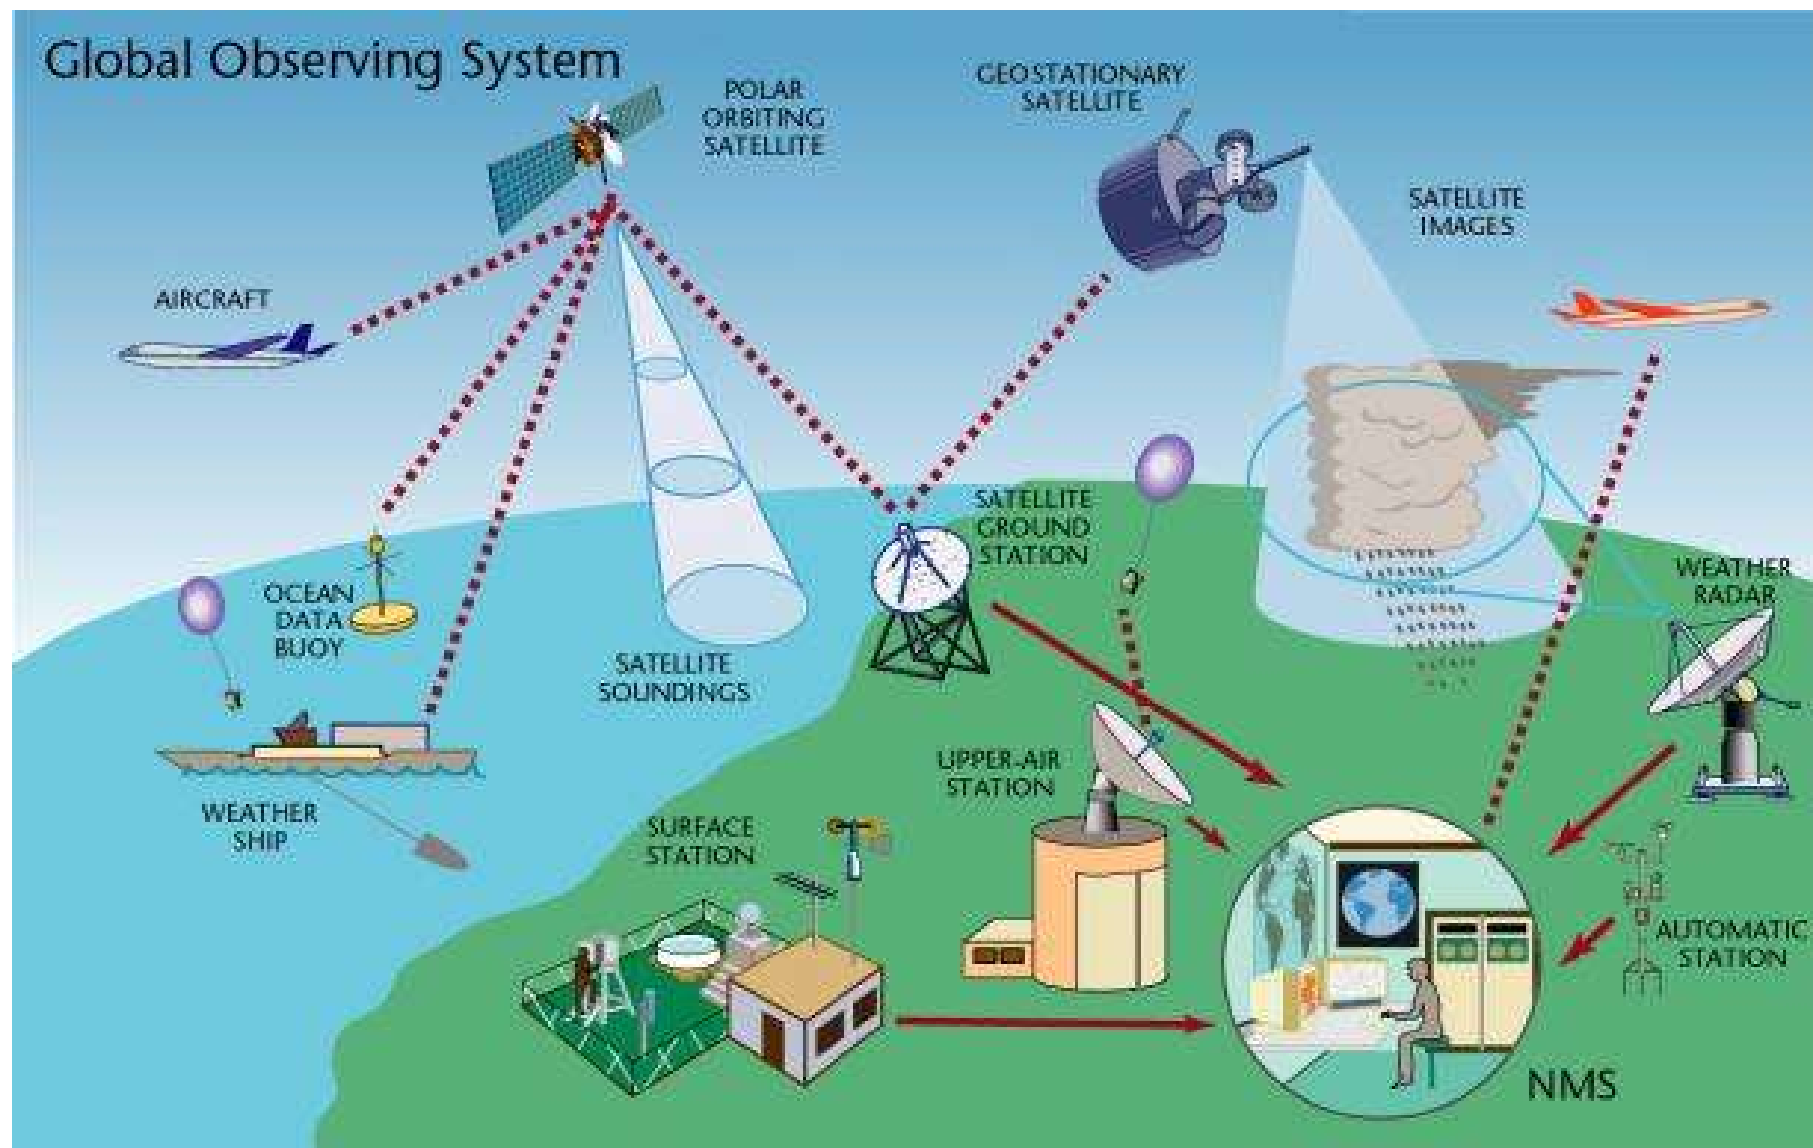 Global Observing System
POLAR
ORBITING
SATELLITE
GEOSTATIONARY
SATELLITE
SATELLITE
IMAGES
AIRCRAFT
SATELLITE
GROUND
STATION
WEATHER
RADAR
OCEAN
DATA
BUOY
SATELLITE
SOUNDINGS
UPPER-AIR
STATION
WEATHER
SHIP
SURFACE
STATION
AUTOMATIC
STATION
NMS